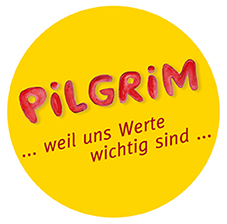 PiLGRiM
... weil uns Werte
wichtig sind ...